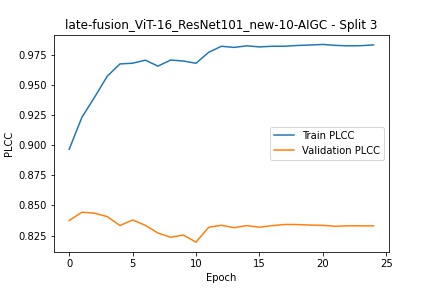 late-fusion_ViT-16_ResNet101_new-10-AIGC - Split 3
0.975
0.950
0.925
0.900
0.875
0.850
0.825
PLCC
Train PLCC
Validation PLCC
0 5 10 15 20 25
Epoch